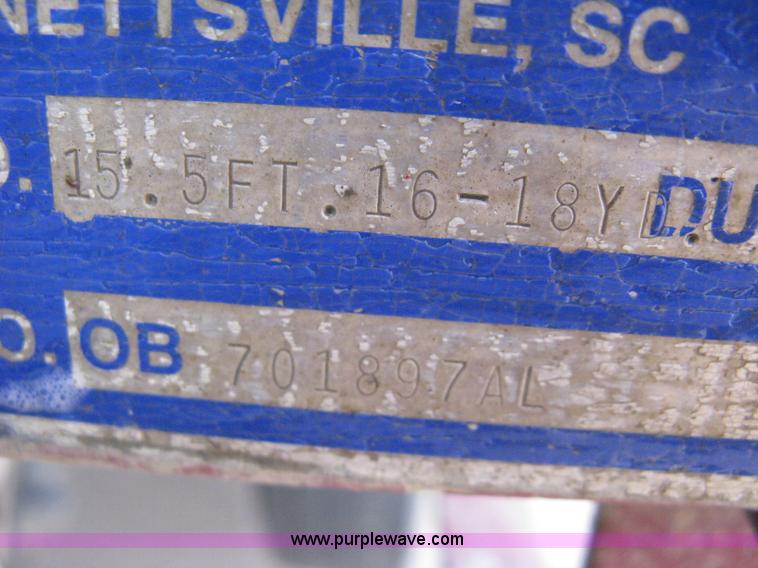 NETTSVILLE, SC
O. 15.5FT. 16-18YD. DU
O. OB 701897AL
www.purplewave.com